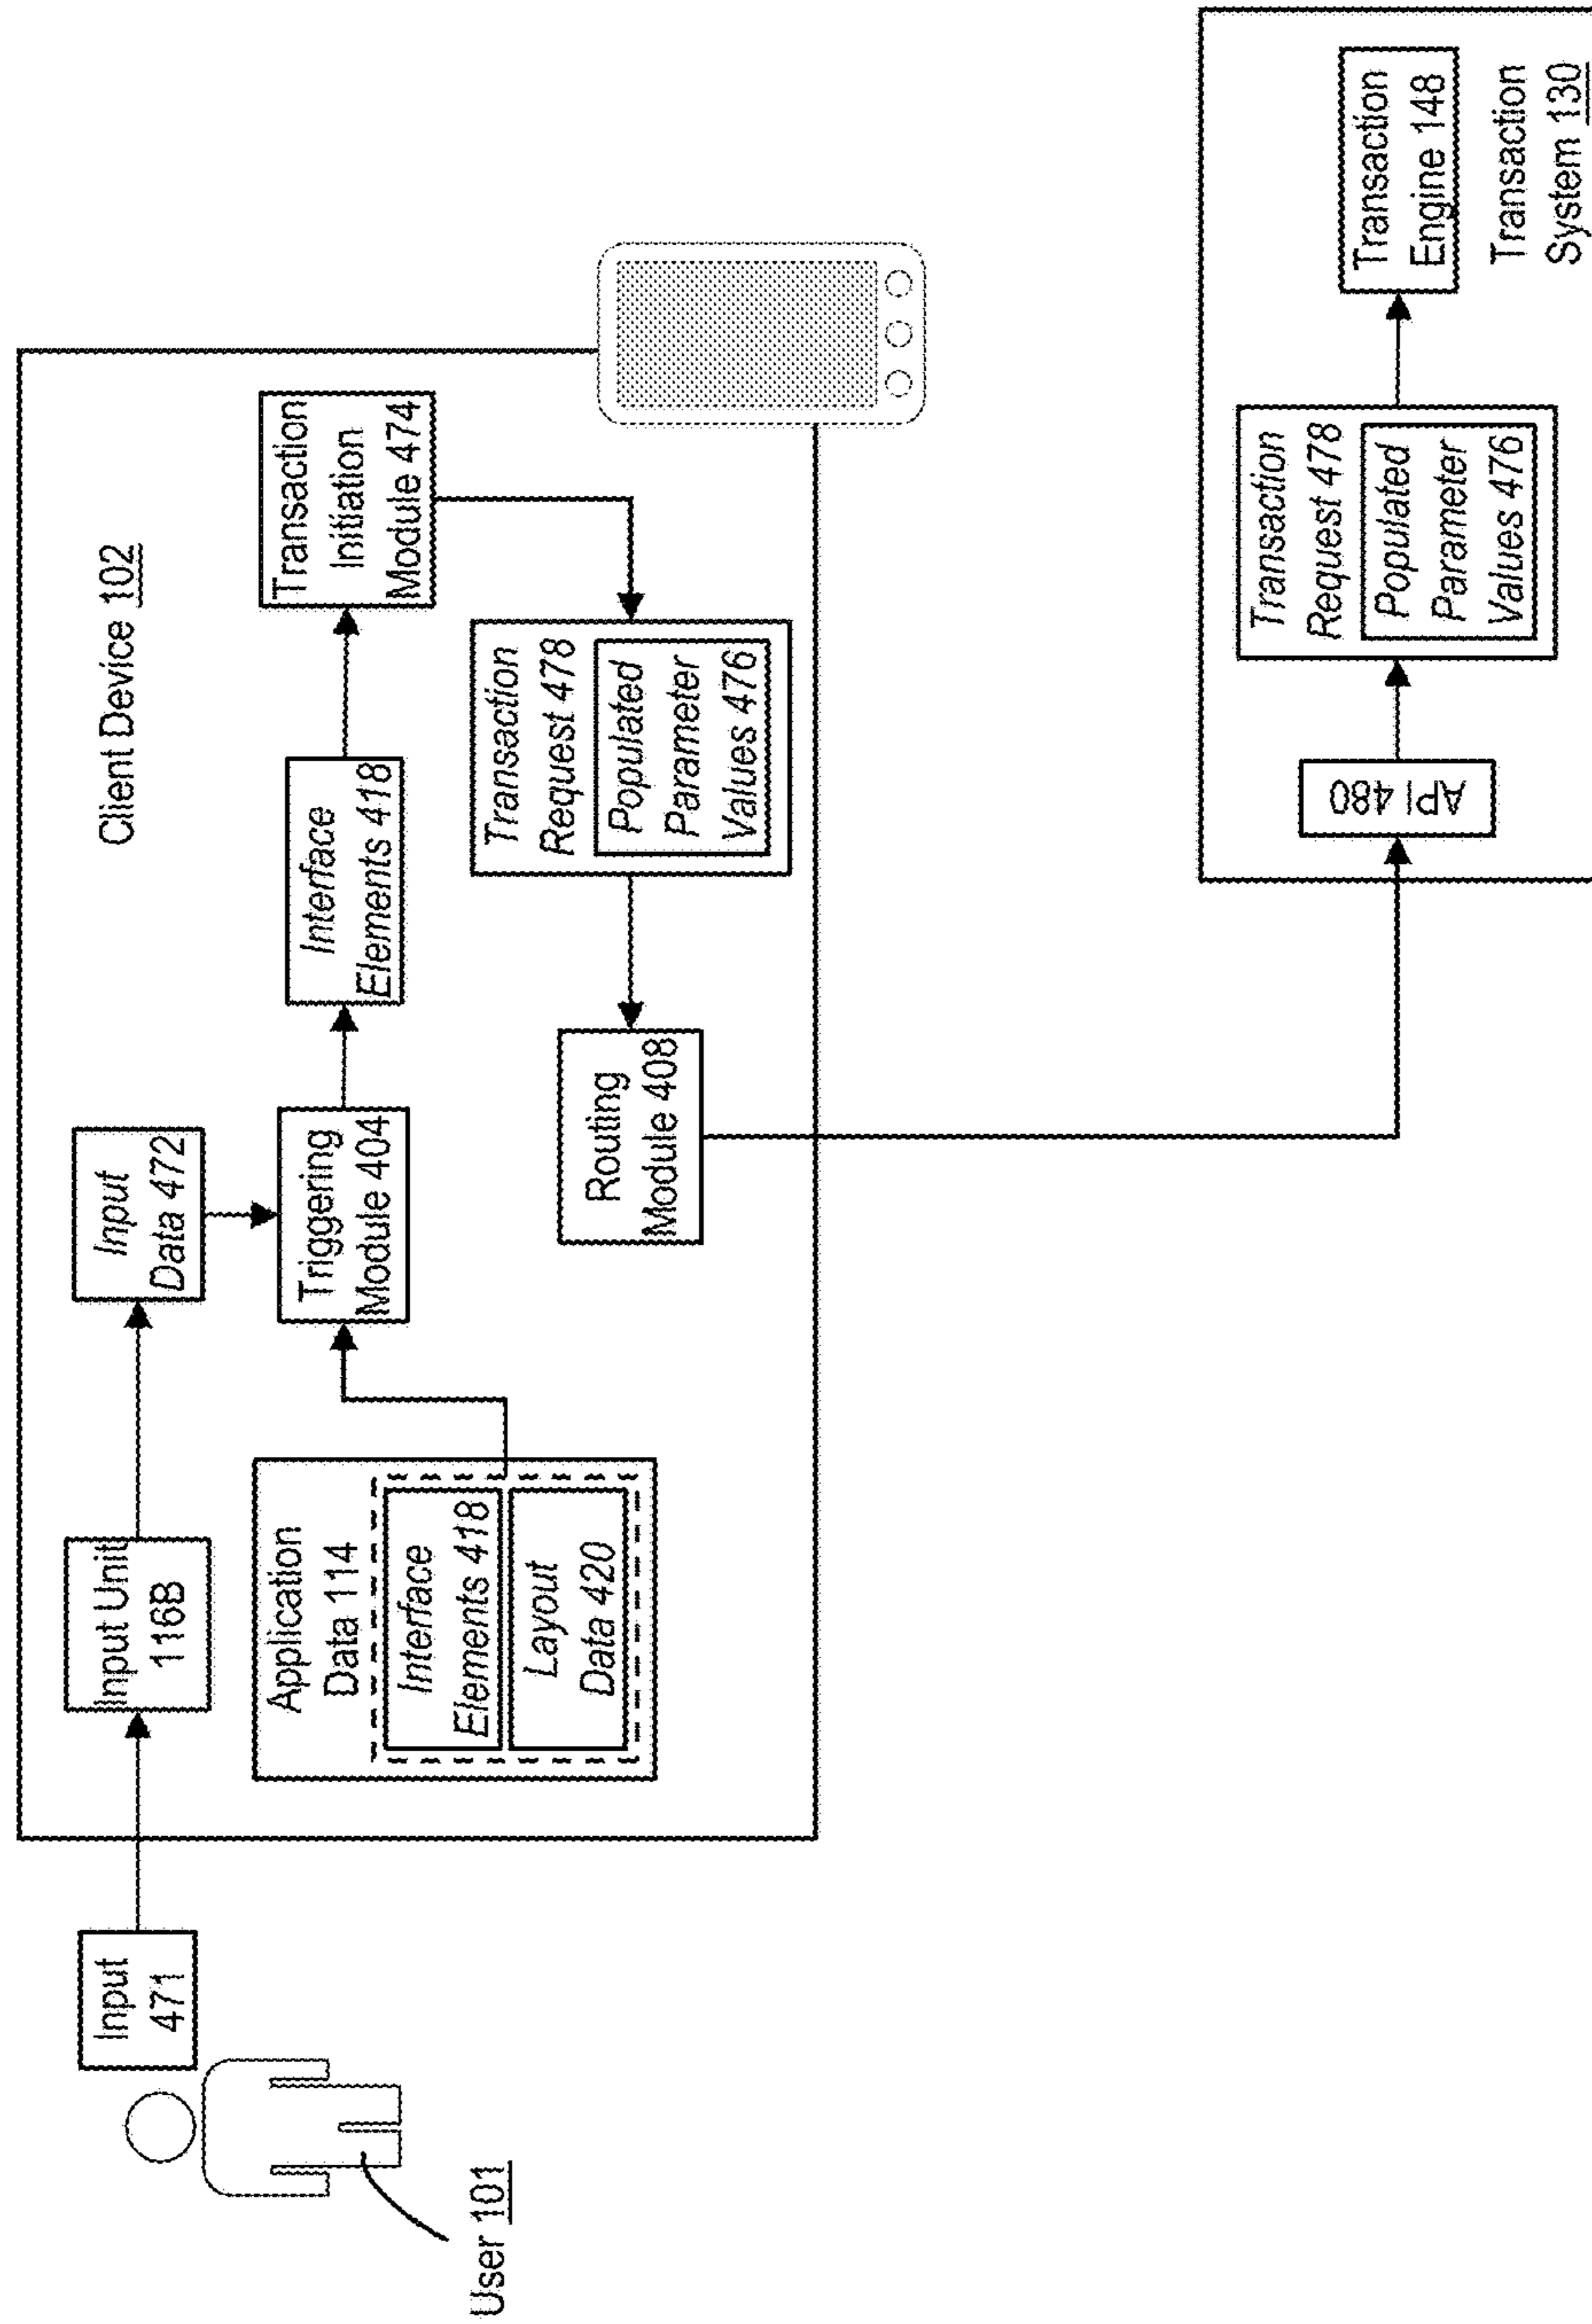 Client Device 102
Input
471
User 101
Input Unit
116B
Input
Data 472
Application
Data 114
Interface
Elements 418
Layout
Data 420
Triggering
Module 404
Interface
Elements 418
Transaction
Initiation
Module 474
Transaction
Request 478
Populated
Parameter
Values 476
Routing
Module 408
API 480
Transaction
Request 478
Populated
Parameter
Values 476
Transaction
Engine 148
Transaction
System 130